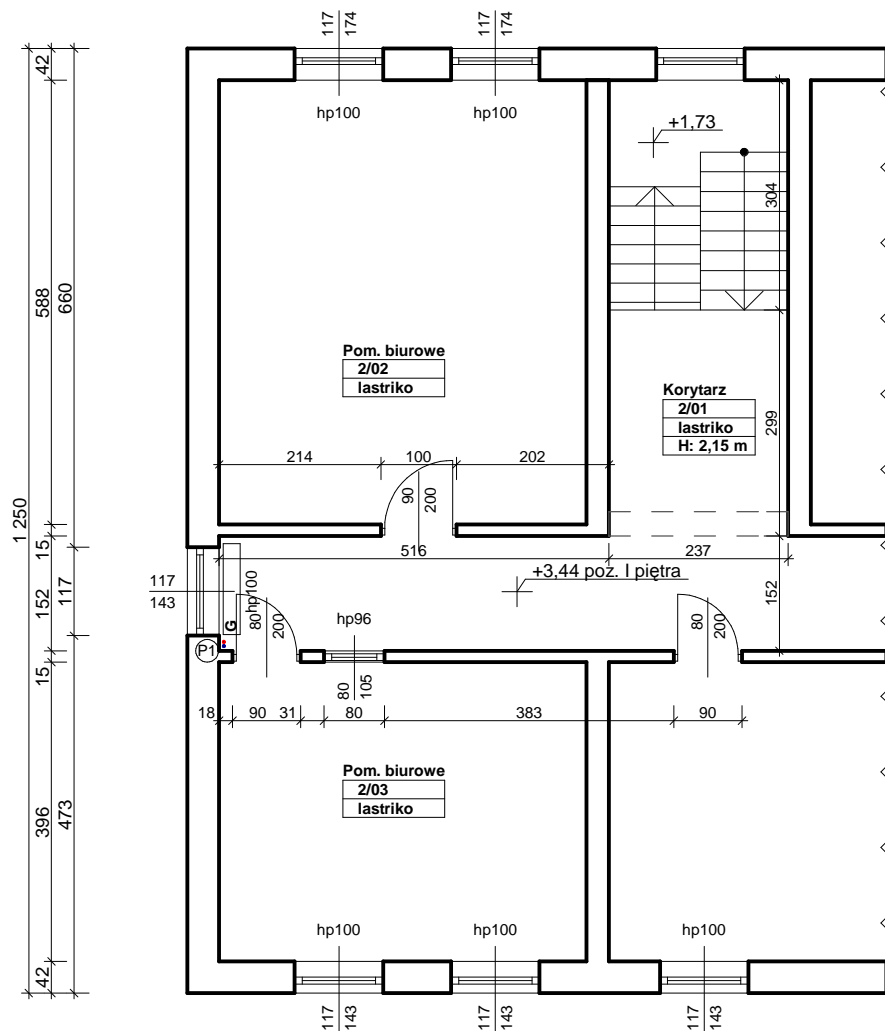 117
174
117
174
42
hp100
hp100
+1,73
304
588
660
Pom. biurowe
2/02
lastriko
Korytarz
2/01
lastriko
H: 2,15 m
299
214
100
202
90
200
1 250
15
516
237
117
143
hp100
G
152
117
+3,44 poz. I piętra
80
200
hp96
80
200
152
P1
15
80
105
18
90
31
80
383
90
Pom. biurowe
2/03
lastriko
396
473
hp100
hp100
hp100
42
117
143
117
143
117
143